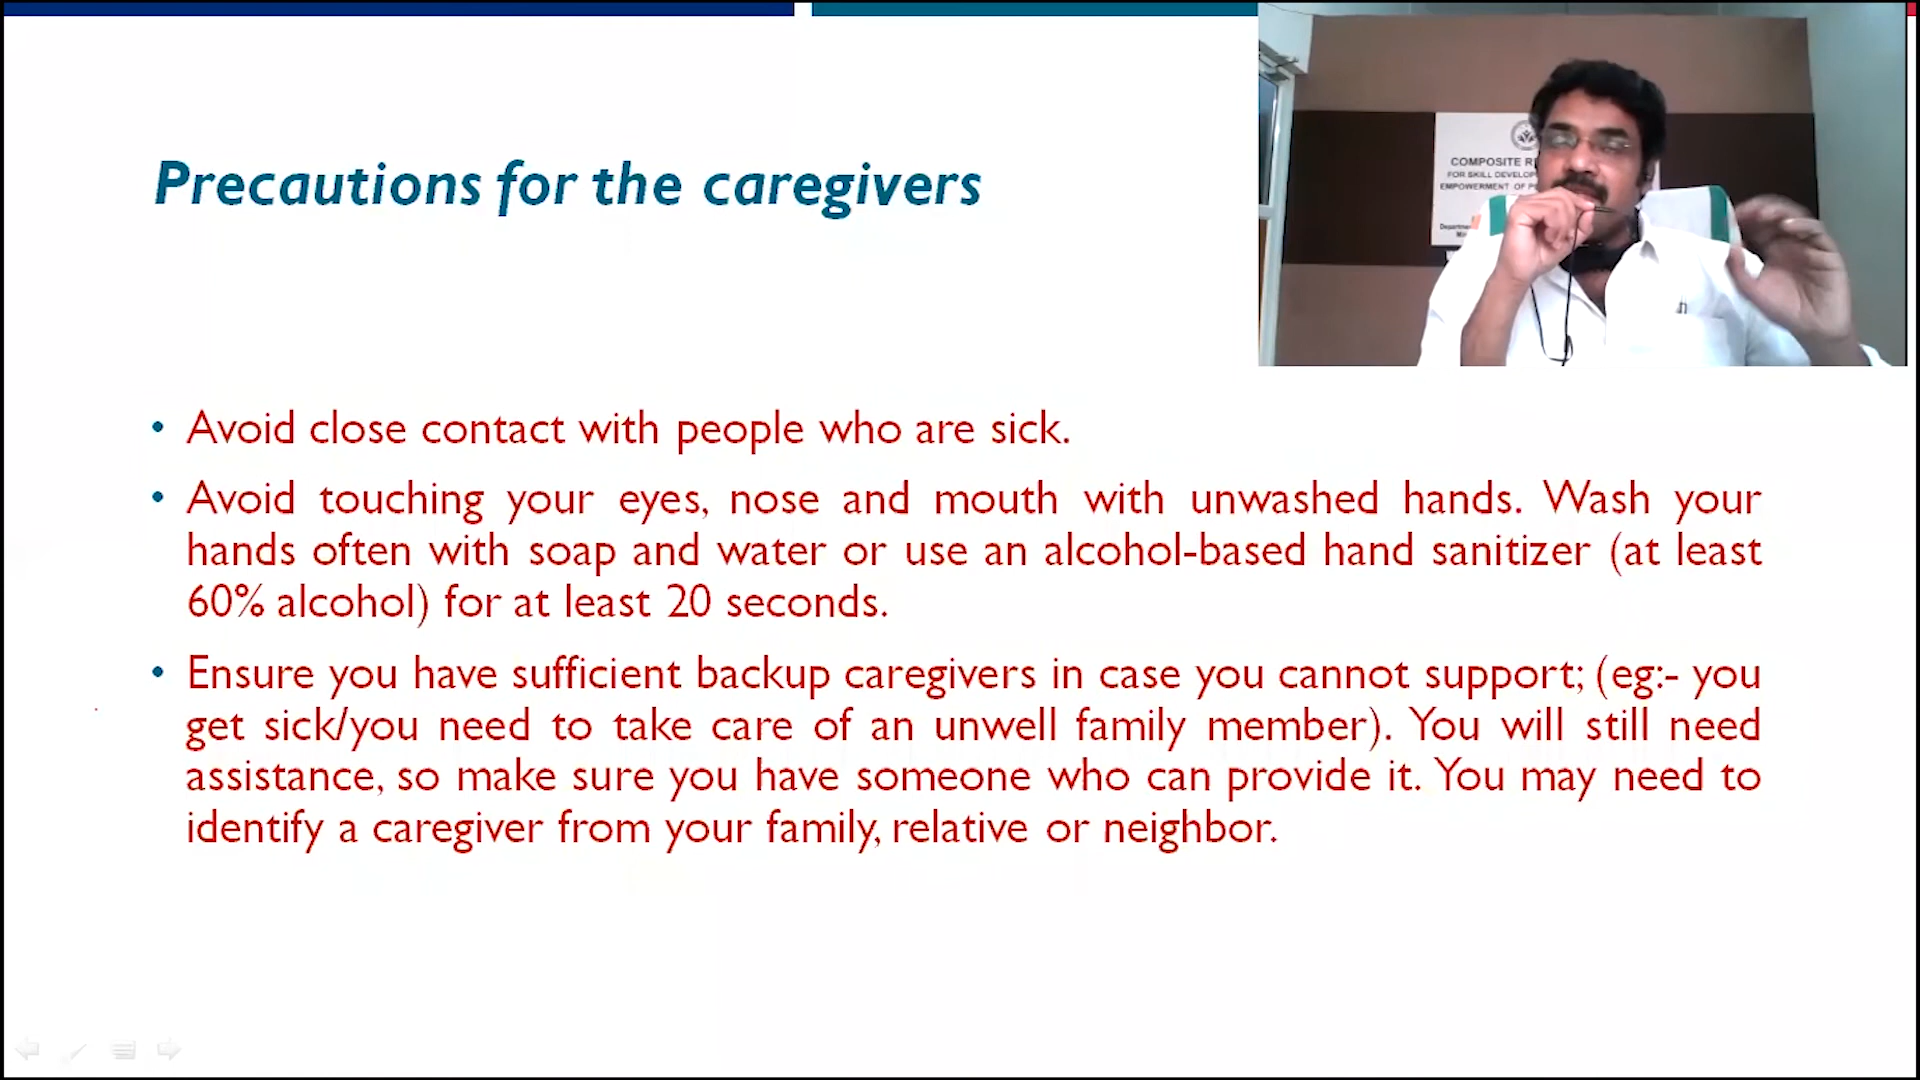 Precautions for the caregivers
COMPOSITE
FOR SKILL
EMPOWERMENT OF
• Avoid close contact with people who are sick.
• Avoid touching your eyes, nose and mouth with unwashed hands. Wash your
hands often with soap and water or use an alcohol-based hand sanitizer (at least
60% alcohol) for at least 20 seconds.
• Ensure you have sufficient backup caregivers in case you cannot support; (eg:- you
get sick/you need to take care of an unwell family member). You will still need
assistance, so make sure you have someone who can provide it. You may need to
identify a caregiver from your family, relative or neighbor.